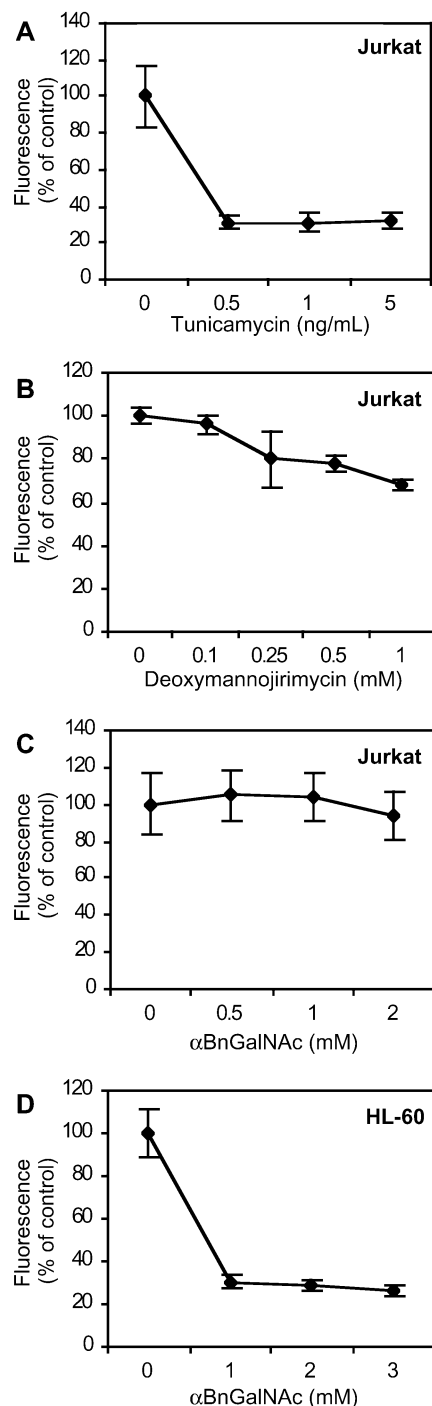 A
Jurkat
Fluorescence
(% of control)
140
120
100
80
60
40
20
0
0 0.5 1 5
Tunicamycin (ng/mL)
B
Jurkat
Fluorescence
(% of control)
120
100
80
60
40
20
0
0 0.1 0.25 0.5 1
Deoxymannojirimycin (mM)
C
Jurkat
Fluorescence
(% of control)
140
120
100
80
60
40
20
0
0 0.5 1 2
αBnGalNAc (mM)
D
HL-60
Fluorescence
(% of control)
120
100
80
60
40
20
0
0 1 2 3
αBnGalNAc (mM)